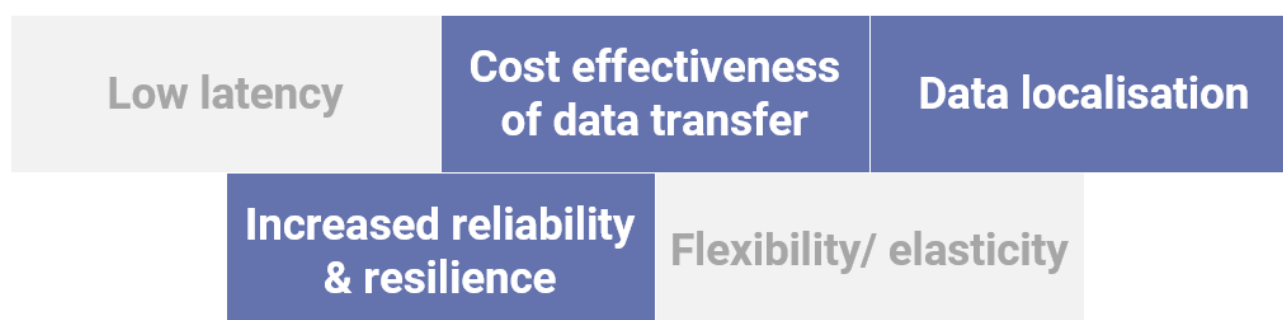 Low latency
Cost effectiveness
of data transfer
Data localisation
Increased reliability
& resilience
Flexibility/ elasticity